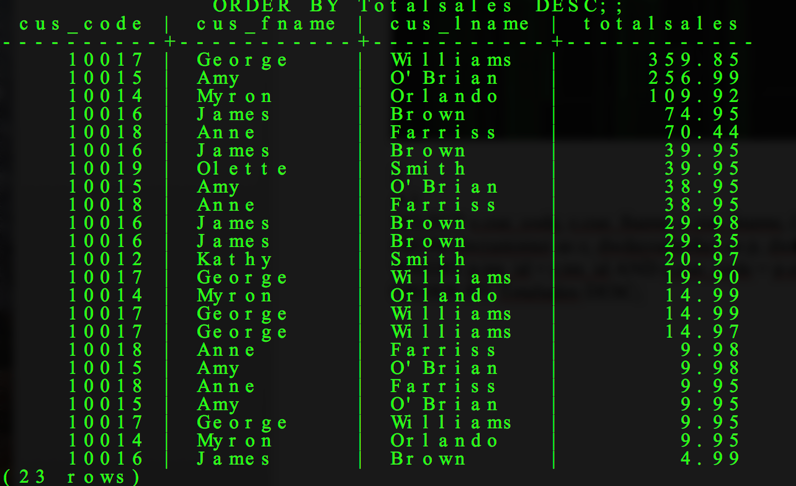 ORDER BY Totalsales DESC;;
cus_code | cus_fname | cus_lname | totalsales
----------+-----------+-----------+------------
10017 | George | Williams | 359.85
10015 | Amy | O'Brian | 256.99
10014 | Myron | Orlando | 109.92
10016 | James | Brown | 74.95
10018 | Anne | Farriss | 70.44
10016 | James | Brown | 39.95
10019 | Olette | Smith | 39.95
10015 | Amy | O'Brian | 38.95
10018 | Anne | Farriss | 38.95
10016 | James | Brown | 29.98
10016 | James | Brown | 29.35
10012 | Kathy | Smith | 20.97
10017 | George | Williams | 19.90
10014 | Myron | Orlando | 14.99
10017 | George | Williams | 14.99
10017 | George | Williams | 14.97
10018 | Anne | Farriss | 9.98
10015 | Amy | O'Brian | 9.98
10018 | Anne | Farriss | 9.95
10015 | Amy | O'Brian | 9.95
10017 | George | Williams | 9.95
10014 | Myron | Orlando | 9.95
10016 | James | Brown | 4.99
(23 rows)